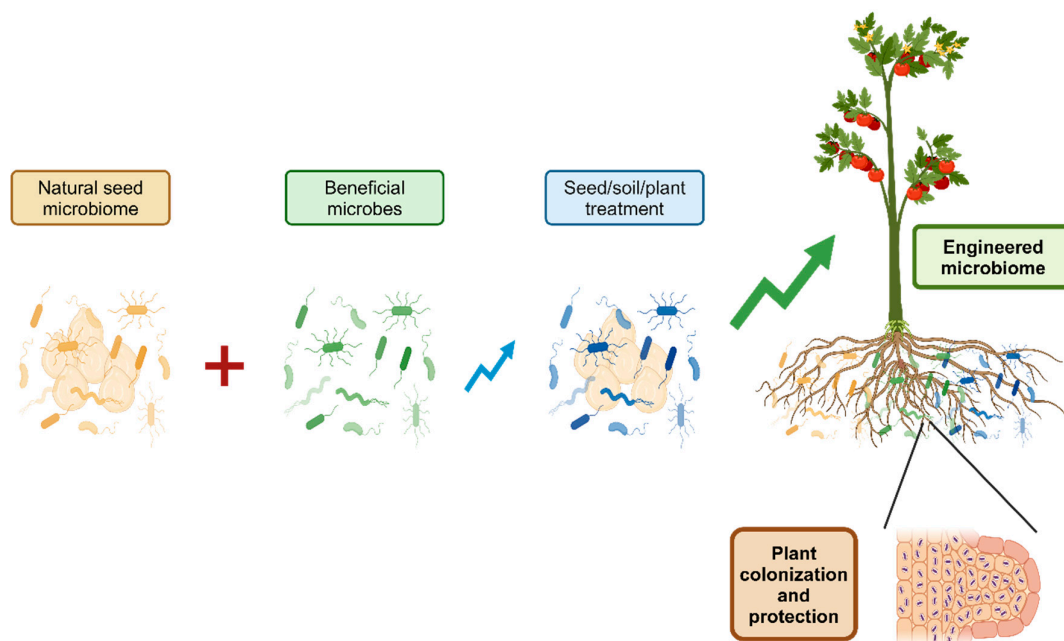 Natural seed
microbiome
Beneficial
microbes
Seed/soil/plant
treatment
Engineered
microbiome
Plant
colonization
and
protection